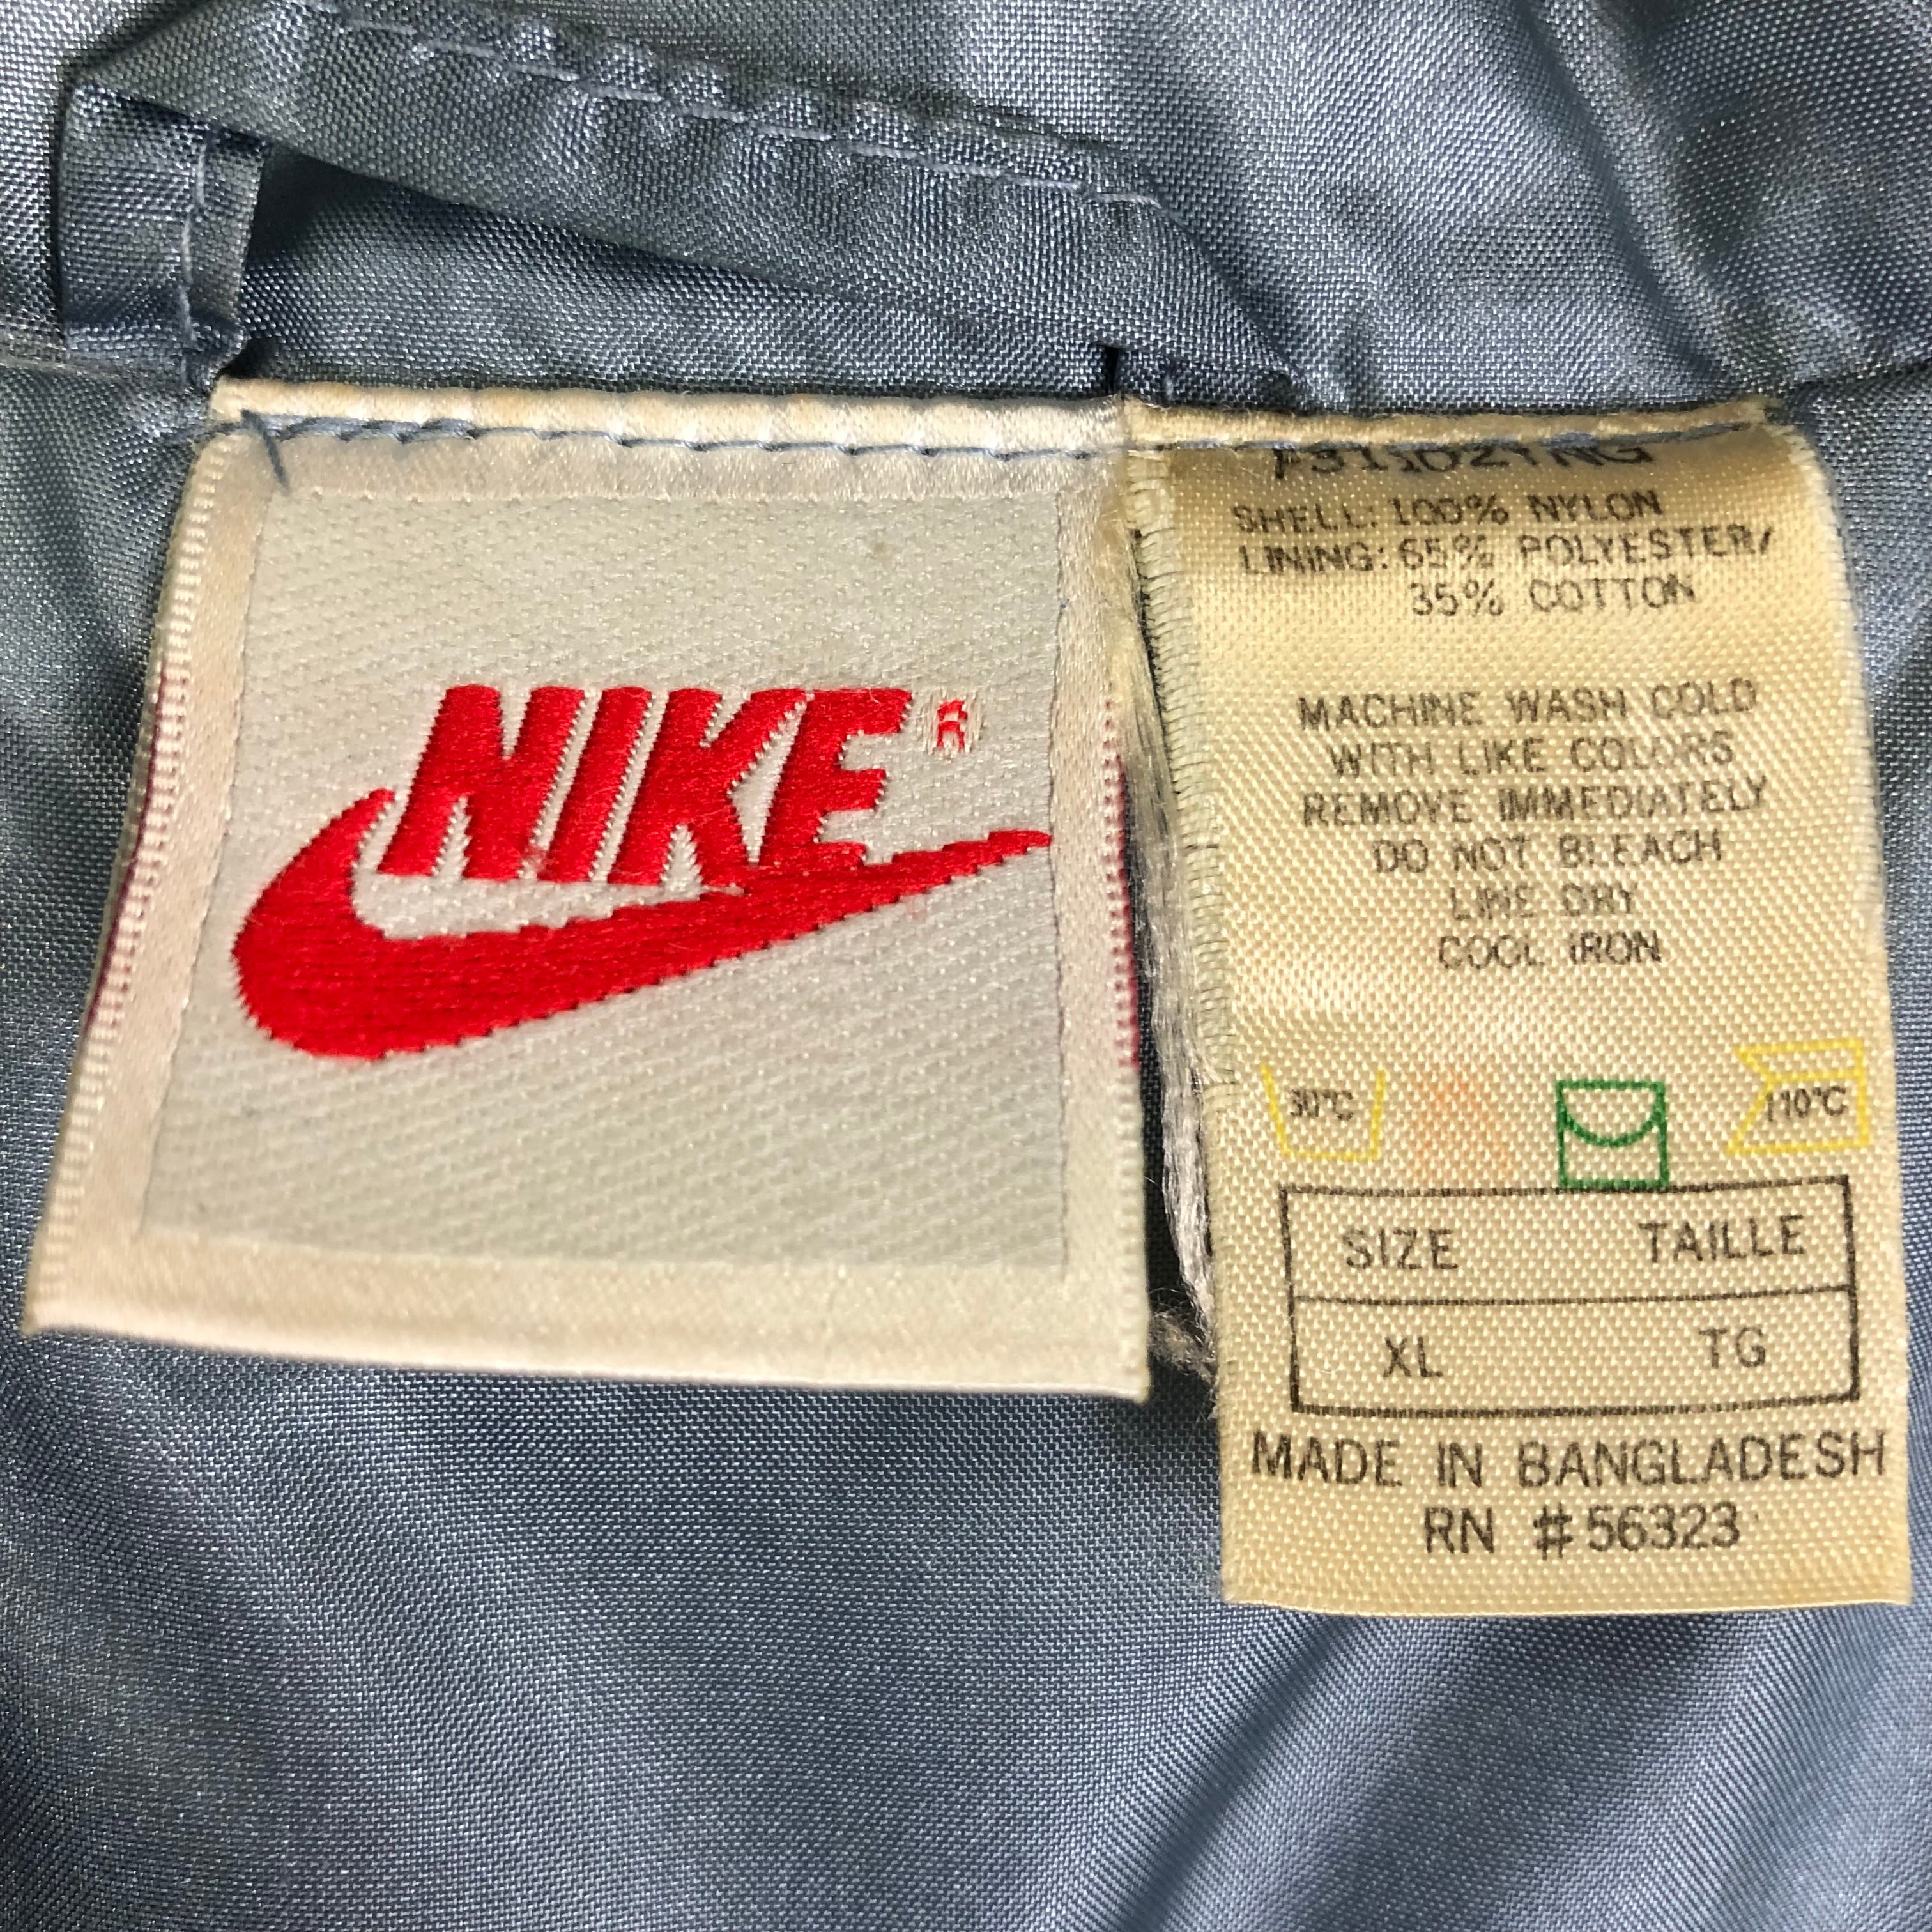 NIKE®
SHELL: 100% NYLON
LINING: 65% POLYESTER/
35% COTTON
MACHINE WASH COLD
WITH LIKE COLORS
REMOVE IMMEDIATELY
DO NOT BLEACH
LINE DRY
COOL IRON
30°C 110°C
SIZE TAILLE
XL TG
MADE IN BANGLADESH
RN #56323